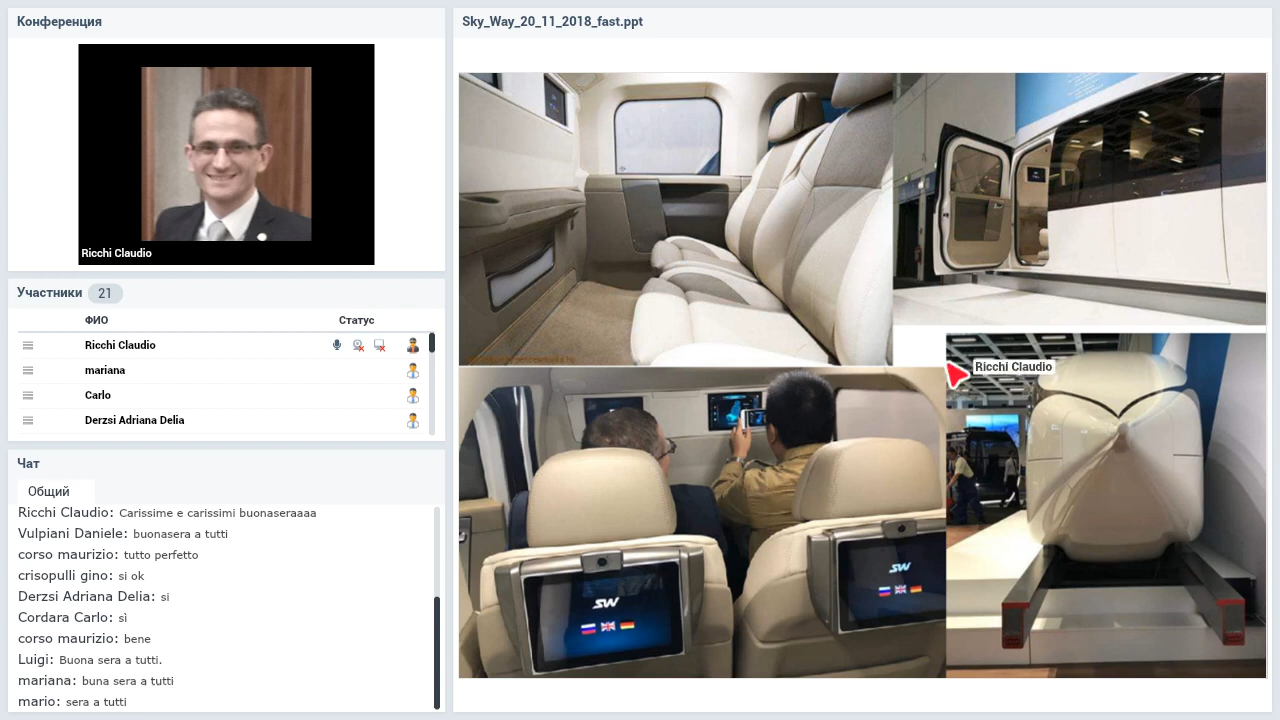 Конференция
Ricchi Claudio
Участники 21
ФИО Статус
Ricchi Claudio
mariana
Carlo
Derzsi Adriana Delia
Чат
Общий
Ricchi Claudio: Carissime e carissimi buonaseraaaa
Vulpiani Daniele: buonasera a tutti
corso maurizio: tutto perfetto
crisopulli gino: si ok
Derzsi Adriana Delia: si
Cordara Carlo: sì
corso maurizio: bene
Luigi: Buona sera a tutti.
mariana: buna sera a tutti
mario: sera a tutti
Sky_Way_20_11_2018_fast.ppt
Ricchi Claudio
SW
SW